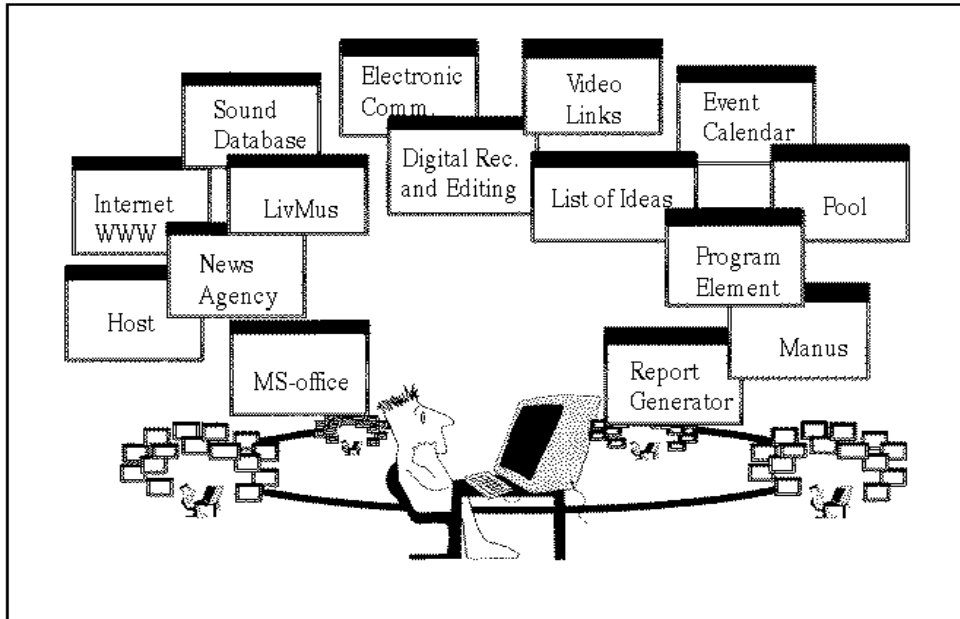 Electronic
Comm.
Video
Links
Sound
Database
Event
Calendar
Digital Rec.
and Editing
Internet
WWW
LivMus
List of Ideas
Pool
News
Agency
Program
Element
Host
Manus
MS-office
Report
Generator